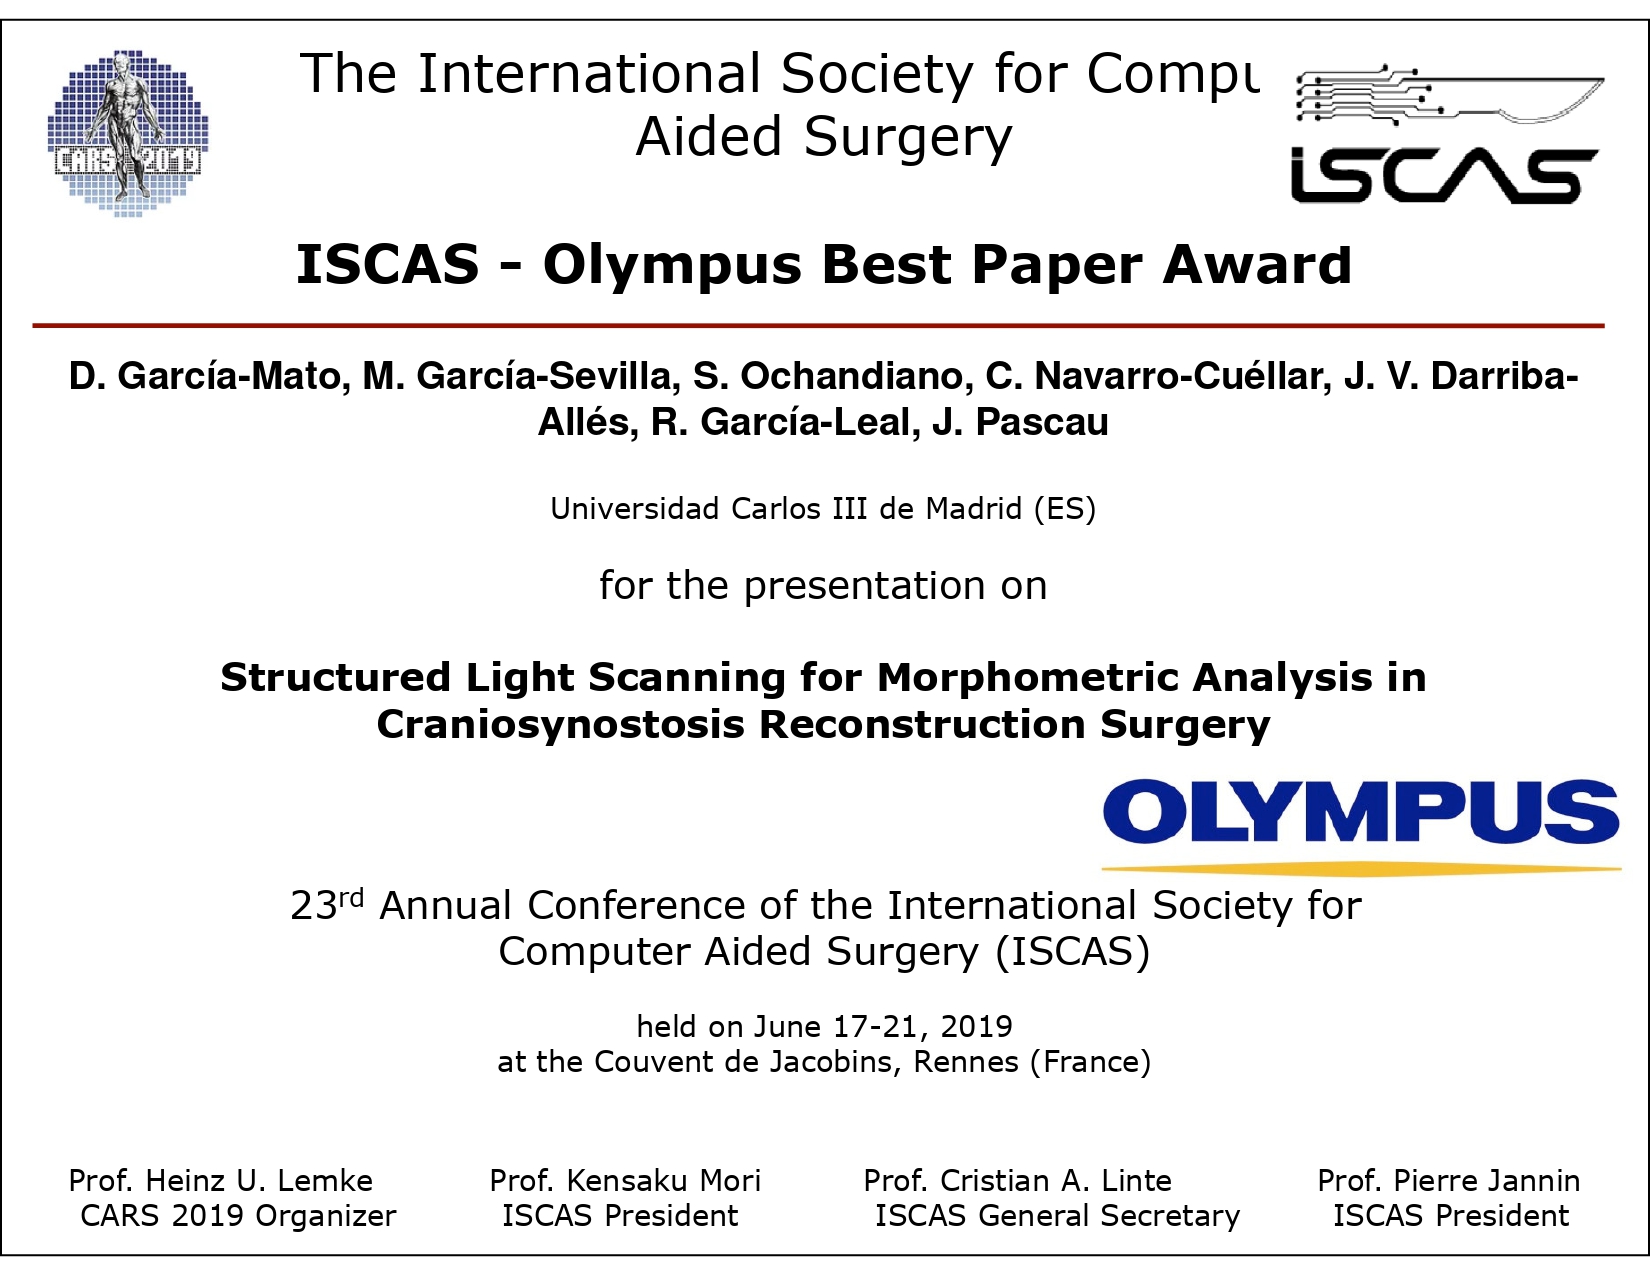 The International Society for Compu
Aided Surgery
CARS 2019
ISCAS
ISCAS - Olympus Best Paper Award
D. García-Mato, M. García-Sevilla, S. Ochandiano, C. Navarro-Cuéllar, J. V. Darriba-
Allés, R. García-Leal, J. Pascau
Universidad Carlos III de Madrid (ES)
for the presentation on
Structured Light Scanning for Morphometric Analysis in
Craniosynostosis Reconstruction Surgery
OLYMPUS
23rd Annual Conference of the International Society for
Computer Aided Surgery (ISCAS)
held on June 17-21, 2019
at the Couvent de Jacobins, Rennes (France)
Prof. Heinz U. Lemke Prof. Kensaku Mori Prof. Cristian A. Linte Prof. Pierre Jannin
CARS 2019 Organizer ISCAS President ISCAS General Secretary ISCAS President